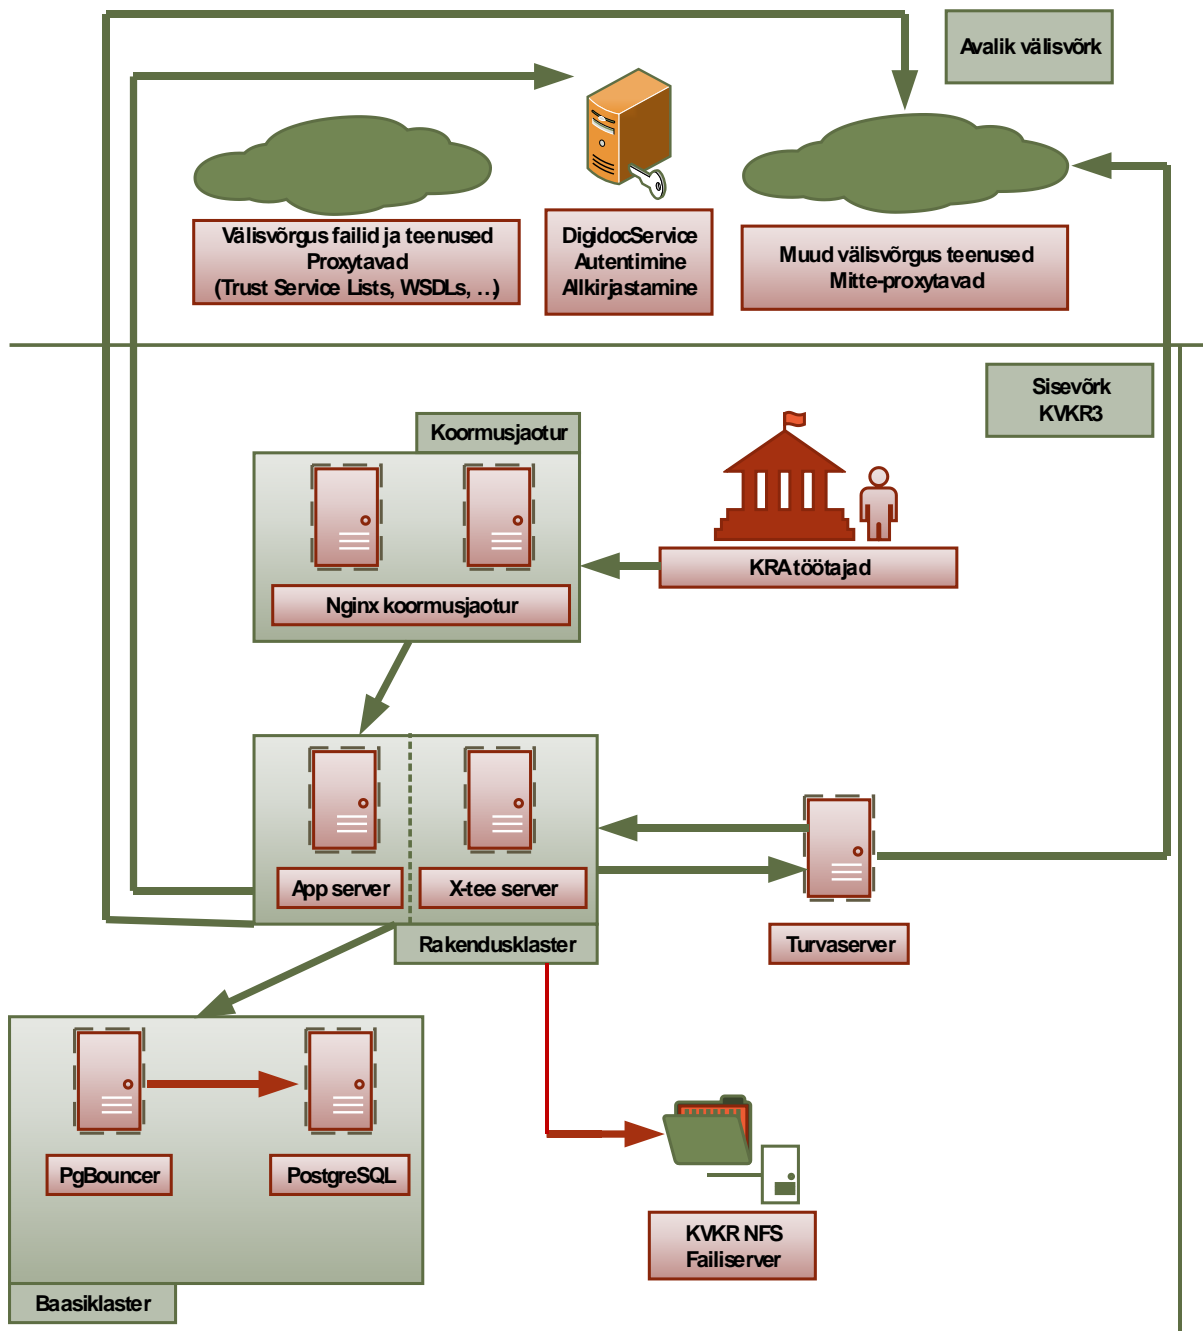 Avalik välisvõrk
Välisvõrgus failid ja teenused
Proxytavad
(Trust Service Lists, WSDLs, ...)
DigidocService
Autentimine
Allkirjastamine
Muud välisvõrgus teenused
Mitte-proxytavad
Sisevõrk
KVKR3
Koormusjaotur
Nginx koormusjaotur
KRA töötajad
App server
X-tee server
Rakendusklaster
Turvaserver
PgBouncer
PostgreSQL
Baasiklaster
KVKR NFS
Failiserver